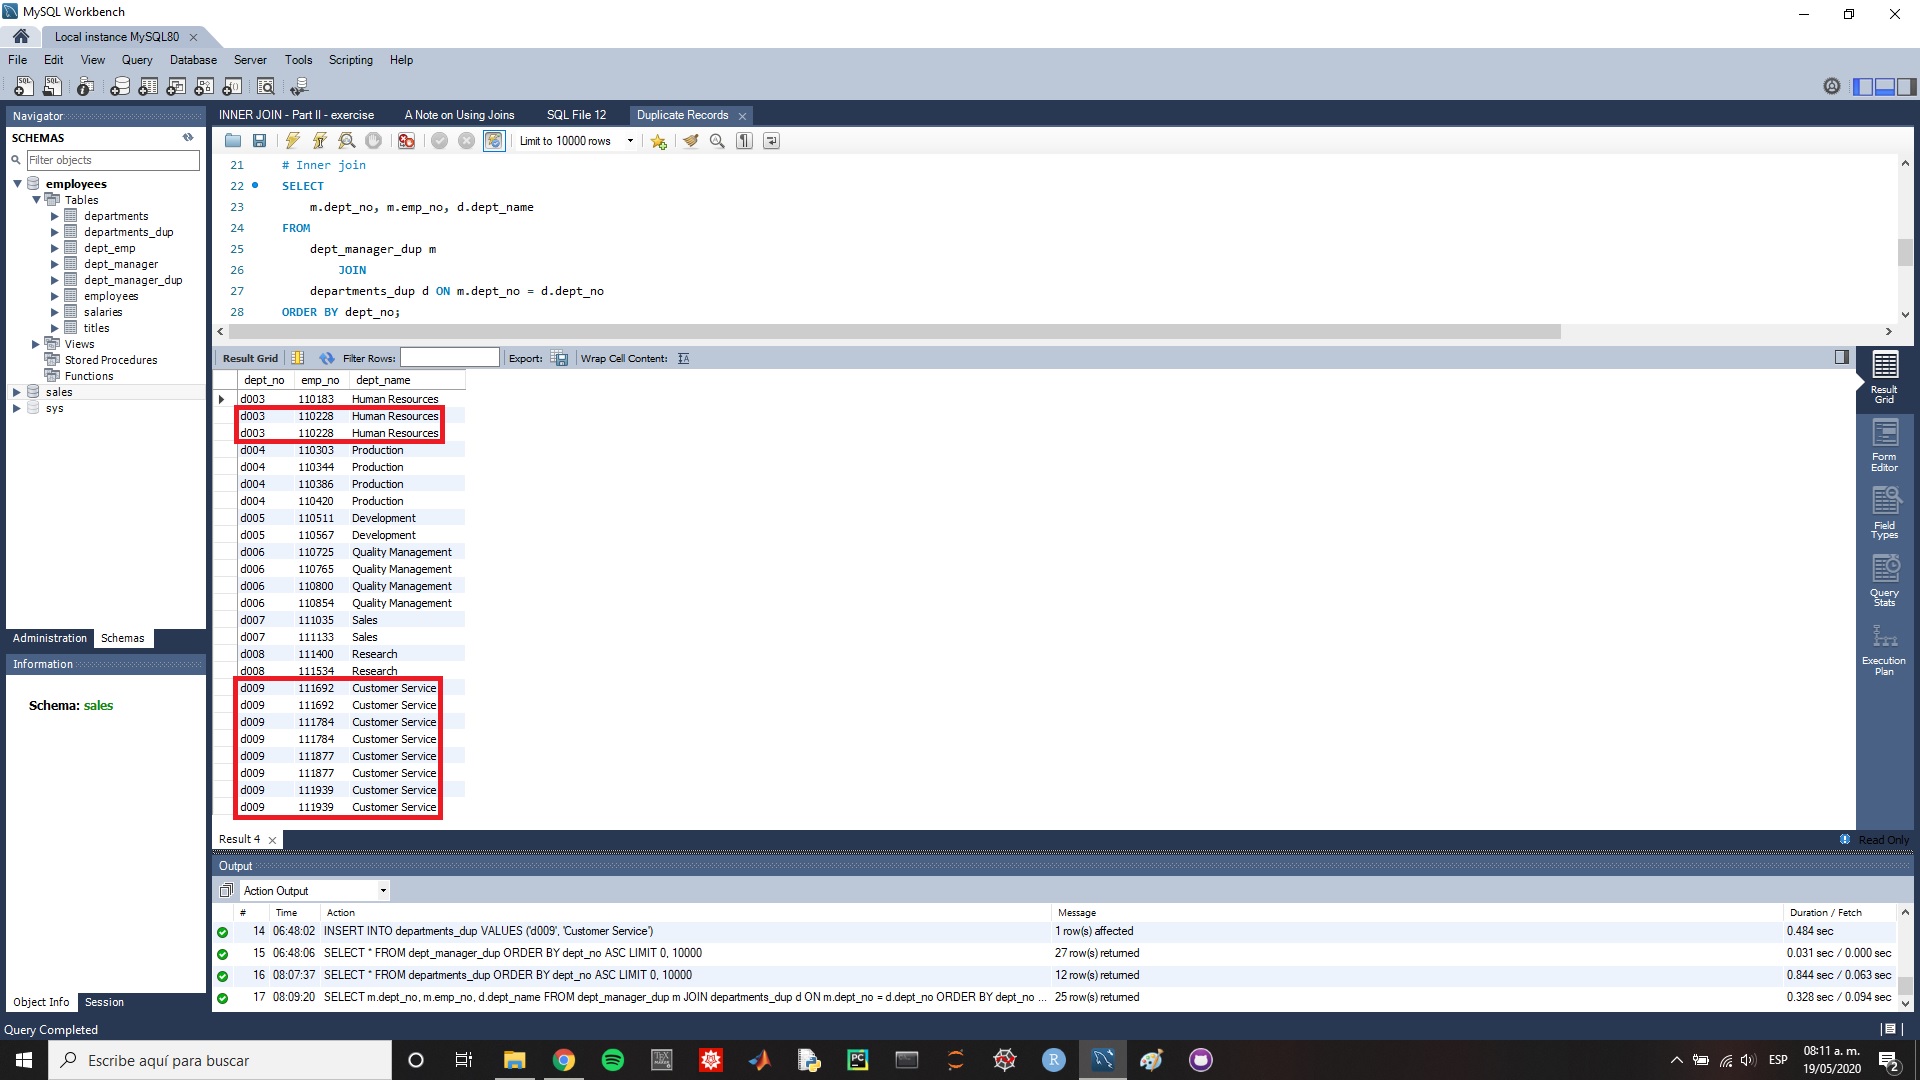 MySQL Workbench
Local instance MySQL80
File Edit View Query Database Server Tools Scripting Help
Navigator
SCHEMAS
Filter objects
employees
Tables
departments
departments_dup
dept_emp
dept_manager
dept_manager_dup
employees
salaries
titles
Views
Stored Procedures
Functions
sales
sys
Administration Schemas
Information
Schema: sales
Object Info Session
INNER JOIN - Part II - exercise A Note on Using Joins SQL File 12 Duplicate Records
Limit to 10000 rows
21 # Inner join
22 SELECT
23 m.dept_no, m.emp_no, d.dept_name
24 FROM
25 dept_manager_dup m
26 JOIN
27 departments_dup d ON m.dept_no = d.dept_no
28 ORDER BY dept_no;
Result Grid Filter Rows: Export: Wrap Cell Content:
dept_no emp_no dept_name
d003 110183 Human Resources
d003 110228 Human Resources
d003 110228 Human Resources
d004 110303 Production
d004 110344 Production
d004 110386 Production
d004 110420 Production
d005 110511 Development
d005 110567 Development
d006 110725 Quality Management
d006 110765 Quality Management
d006 110800 Quality Management
d006 110854 Quality Management
d007 111035 Sales
d007 111133 Sales
d008 111400 Research
d008 111534 Research
d009 111692 Customer Service
d009 111692 Customer Service
d009 111784 Customer Service
d009 111784 Customer Service
d009 111877 Customer Service
d009 111877 Customer Service
d009 111939 Customer Service
d009 111939 Customer Service
Result
Grid
Form
Editor
Field
Types
Query
Stats
Execution
Plan
Result 4
Read Only
Output
Action Output
# Time Action Message Duration / Fetch
14 06:48:02 INSERT INTO departments_dup VALUES ('d009', 'Customer Service') 1 row(s) affected 0.484 sec
15 06:48:06 SELECT * FROM dept_manager_dup ORDER BY dept_no ASC LIMIT 0, 10000 27 row(s) returned 0.031 sec / 0.000 sec
16 08:07:37 SELECT * FROM departments_dup ORDER BY dept_no ASC LIMIT 0, 10000 12 row(s) returned 0.844 sec / 0.063 sec
17 08:09:20 SELECT m.dept_no, m.emp_no, d.dept_name FROM dept_manager_dup m JOIN departments_dup d ON m.dept_no = d.dept_no ORDER BY dept_no ... 25 row(s) returned 0.328 sec / 0.094 sec
Query Completed
Escribe aquí para buscar
ESP
08:11 a. m.
19/05/2020
2